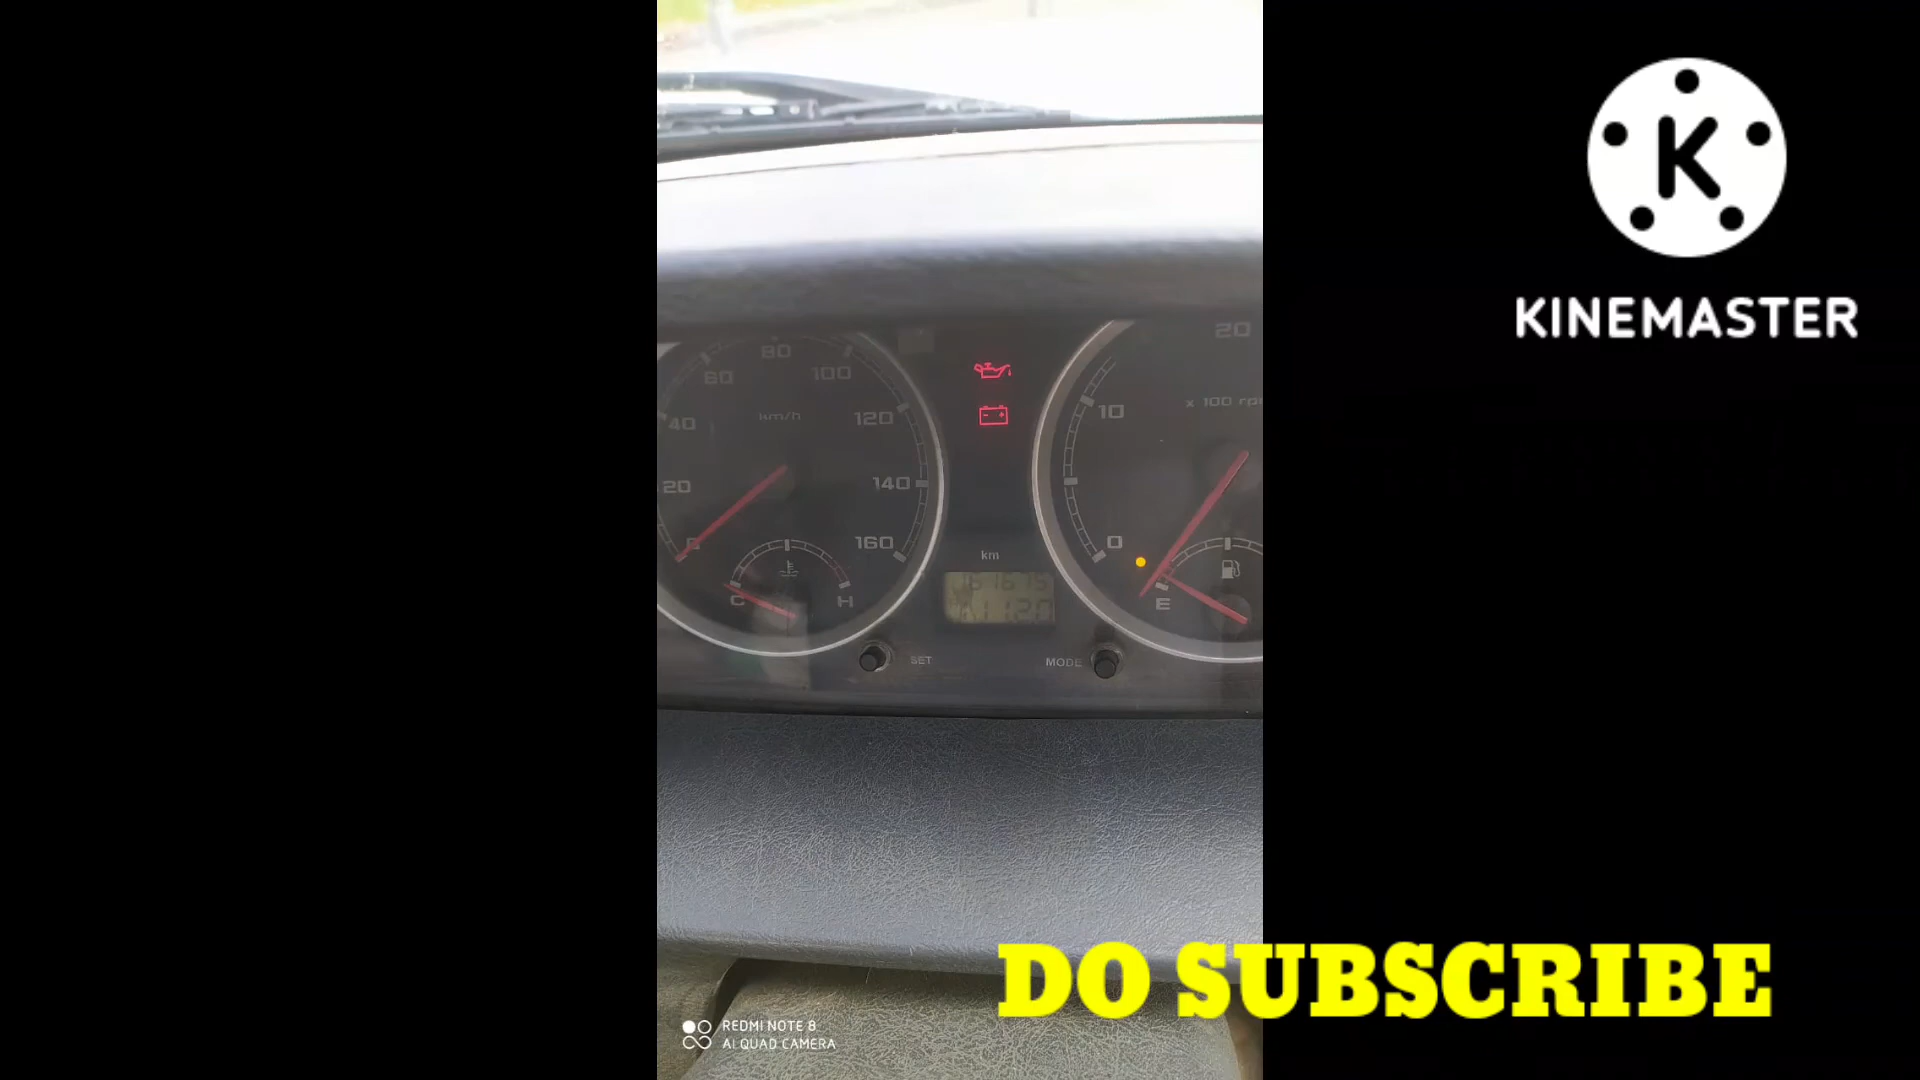 K
KINEMASTER
20
80
60
100
km/h
10
x 100 rp
40
120
20
140
0
160
km
C
H
E
SET
MODE
DO SUBSCRIBE
REDMI NOTE 8
AI QUAD CAMERA